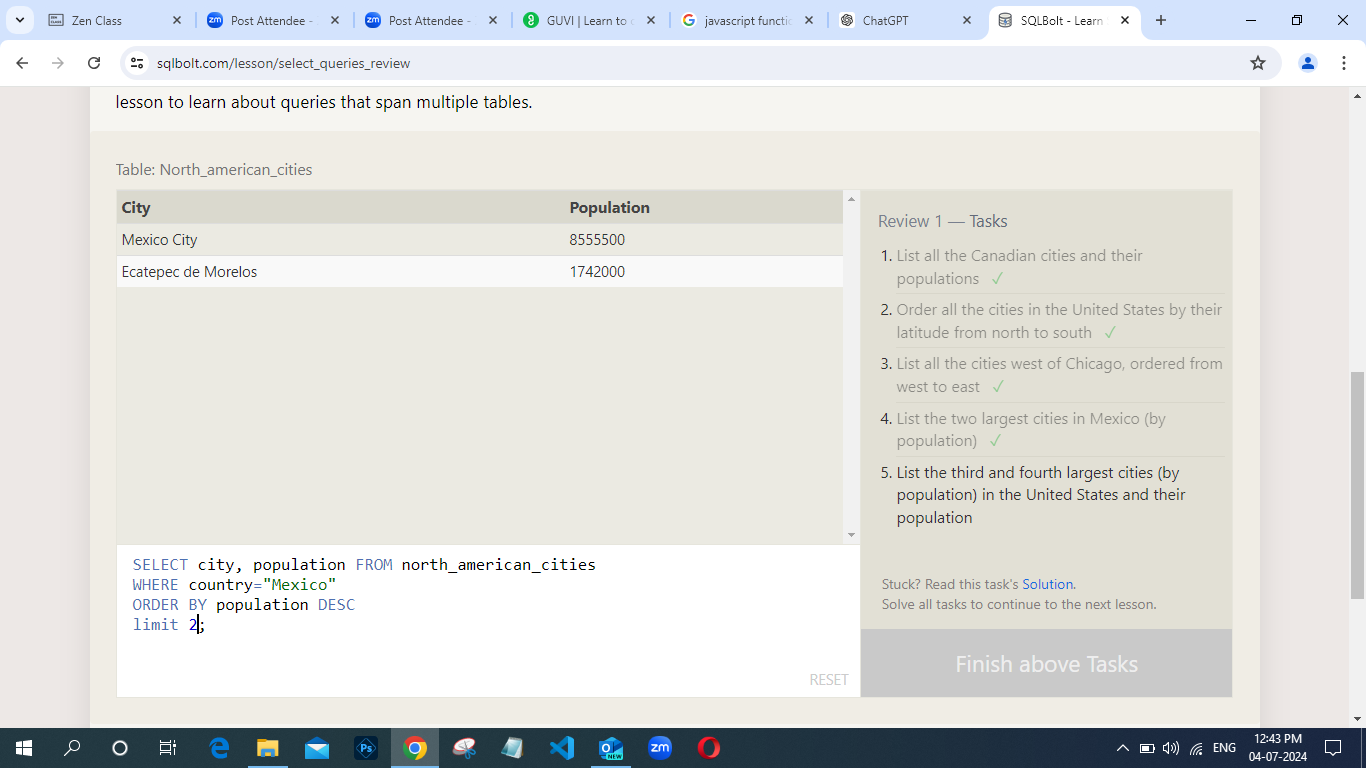 Zen Class
Post Attendee -
Post Attendee -
GUVI | Learn to c
javascript functio
ChatGPT
SQLBolt - Learn S
sqlbolt.com/lesson/select_queries_review
lesson to learn about queries that span multiple tables.
Table: North_american_cities
City Population
Mexico City 8555500
Ecatepec de Morelos 1742000
Review 1 — Tasks
1. List all the Canadian cities and their
populations ✓
2. Order all the cities in the United States by their
latitude from north to south ✓
3. List all the cities west of Chicago, ordered from
west to east ✓
4. List the two largest cities in Mexico (by
population) ✓
5. List the third and fourth largest cities (by
population) in the United States and their
population
Stuck? Read this task's Solution.
Solve all tasks to continue to the next lesson.
Finish above Tasks
SELECT city, population FROM north_american_cities
WHERE country="Mexico"
ORDER BY population DESC
limit 2;
RESET
Ps
NEW
zm
ENG
12:43 PM
04-07-2024